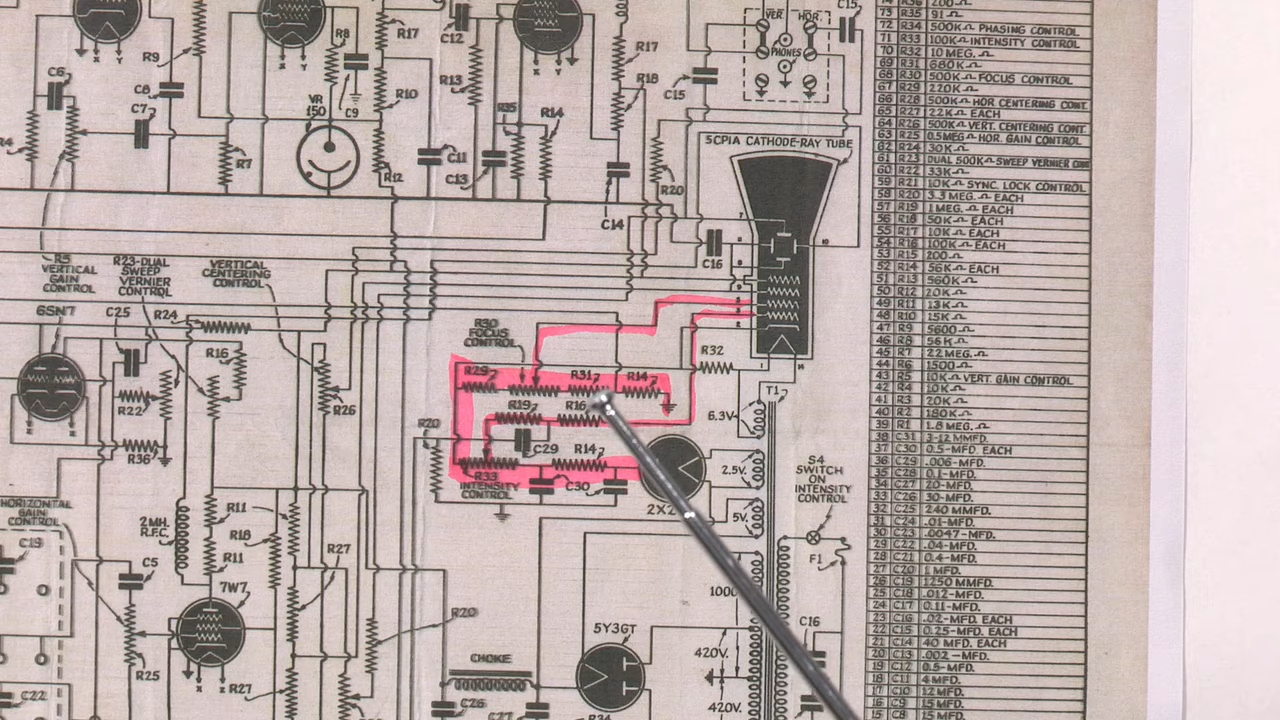 R9
C6
C8
C7
R7
R8
C9
VR
150
R17
R10
R12
C12
R13
C11
C13
R35
R14
R17
R18
C14
C15
R20
VER.
HOR.
PHONES
C15
5CPIA CATHODE-RAY TUBE
C16
R5
VERTICAL
GAIN
CONTROL
R23-DUAL
SWEEP
VERNIER
CONTROL
VERTICAL
CENTERING
CONTROL
6SN7
C25
R24
R16
R22
R36
R26
R30
FOCUS
CONTROL
R29
R31
R14
R32
R19
R16
C29
R20
R33
INTENSITY
CONTROL
R14
C30
T1
6.3V
2.5V
5V
S4
SWITCH
ON
INTENSITY
CONTROL
F1
HORIZONTAL
GAIN
CONTROL
C19
C5
2MH.
R.F.C.
R11
R11
R18
R27
7W7
R25
R27
C22
R20
CHOKE
C26
C27
5Y3GT
R34
420V.
420V.
C16
73 R35 91Ω
72 R34 500KΩ PHASING CONTROL
71 R33 100KΩ INTENSITY CONTROL
70 R32 10 MEG. Ω
69 R31 680KΩ
68 R30 500KΩ FOCUS CONTROL
67 R29 220KΩ
66 R28 500KΩ HOR CENTERING CONT.
65 R27 22KΩ EACH
64 R26 500KΩ VERT. CENTERING CONT.
63 R25 0.5MEGΩ HOR. GAIN CONTROL
62 R24 30KΩ
61 R23 DUAL 500KΩ SWEEP VERNIER CONT
60 R22 33KΩ
59 R21 10KΩ SYNC. LOCK CONTROL
58 R20 3.3 MEG.Ω EACH
57 R19 1 MEG.Ω EACH
56 R18 50KΩ EACH
55 R17 10KΩ EACH
54 R16 100KΩ EACH
53 R15 200Ω
52 R14 56KΩ EACH
51 R13 560KΩ
50 R12 20KΩ
49 R11 13KΩ
48 R10 15KΩ
47 R9 5600Ω
46 R8 56KΩ
45 R7 22 MEG.Ω
44 R6 1500Ω
43 R5 10KΩ VERT. GAIN CONTROL
42 R4 10KΩ
41 R3 20KΩ
40 R2 180KΩ
39 R1 1.8 MEG.Ω
38 C31 3-12 MMFD.
37 C30 0.5-MFD. EACH
36 C29 .006-MFD.
35 C28 0.1-MFD.
34 C27 20-MFD.
33 C26 30-MFD.
32 C25 240 MMFD.
31 C24 .01-MFD.
30 C23 .0047-MFD.
29 C22 .04-MFD.
28 C21 0.4-MFD.
27 C20 1 MFD.
26 C19 1250 MMFD.
25 C18 .012-MFD.
24 C17 0.11-MFD.
23 C16 .02-MFD. EACH
22 C15 0.25-MFD. EACH
21 C14 40 MFD. EACH
20 C13 .002-MFD.
19 C12 0.5-MFD.
18 C11 4 MFD.
17 C10 12 MFD.
16 C9 15 MFD.
15 C8 15 MFD.